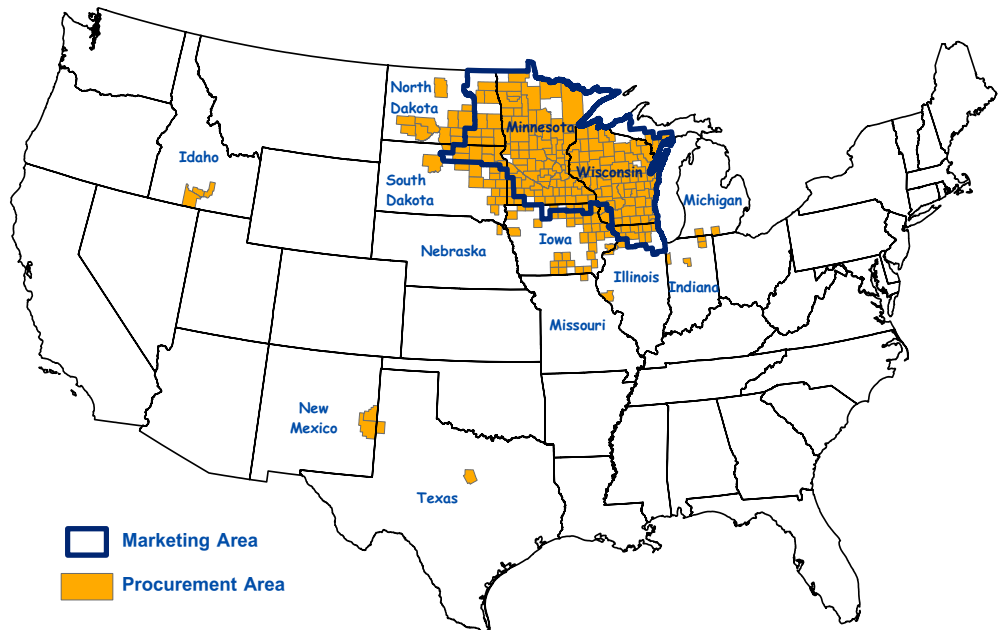 North
Dakota
Minnesota
Idaho
Wisconsin
South
Dakota
Michigan
Iowa
Nebraska
Illinois
Indiana
Missouri
New
Mexico
Texas
Marketing Area
Procurement Area